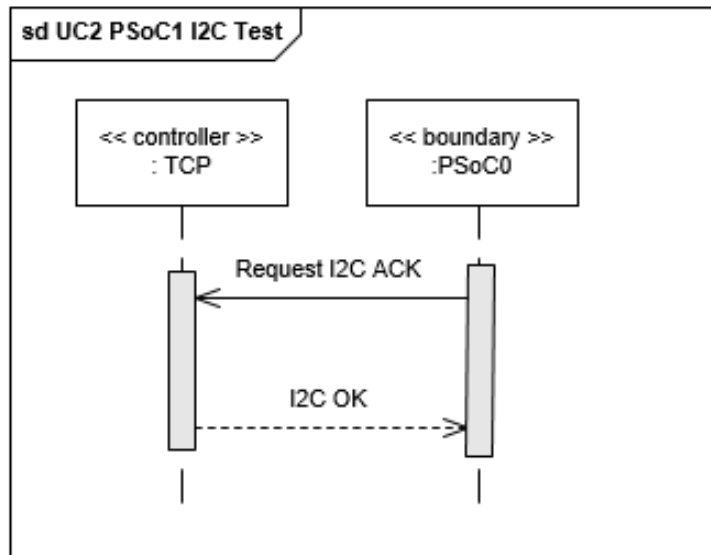 sd UC2 PSoC1 I2C Test
<< controller >>
: TCP
<< boundary >>
:PSoC0
Request I2C ACK
I2C OK